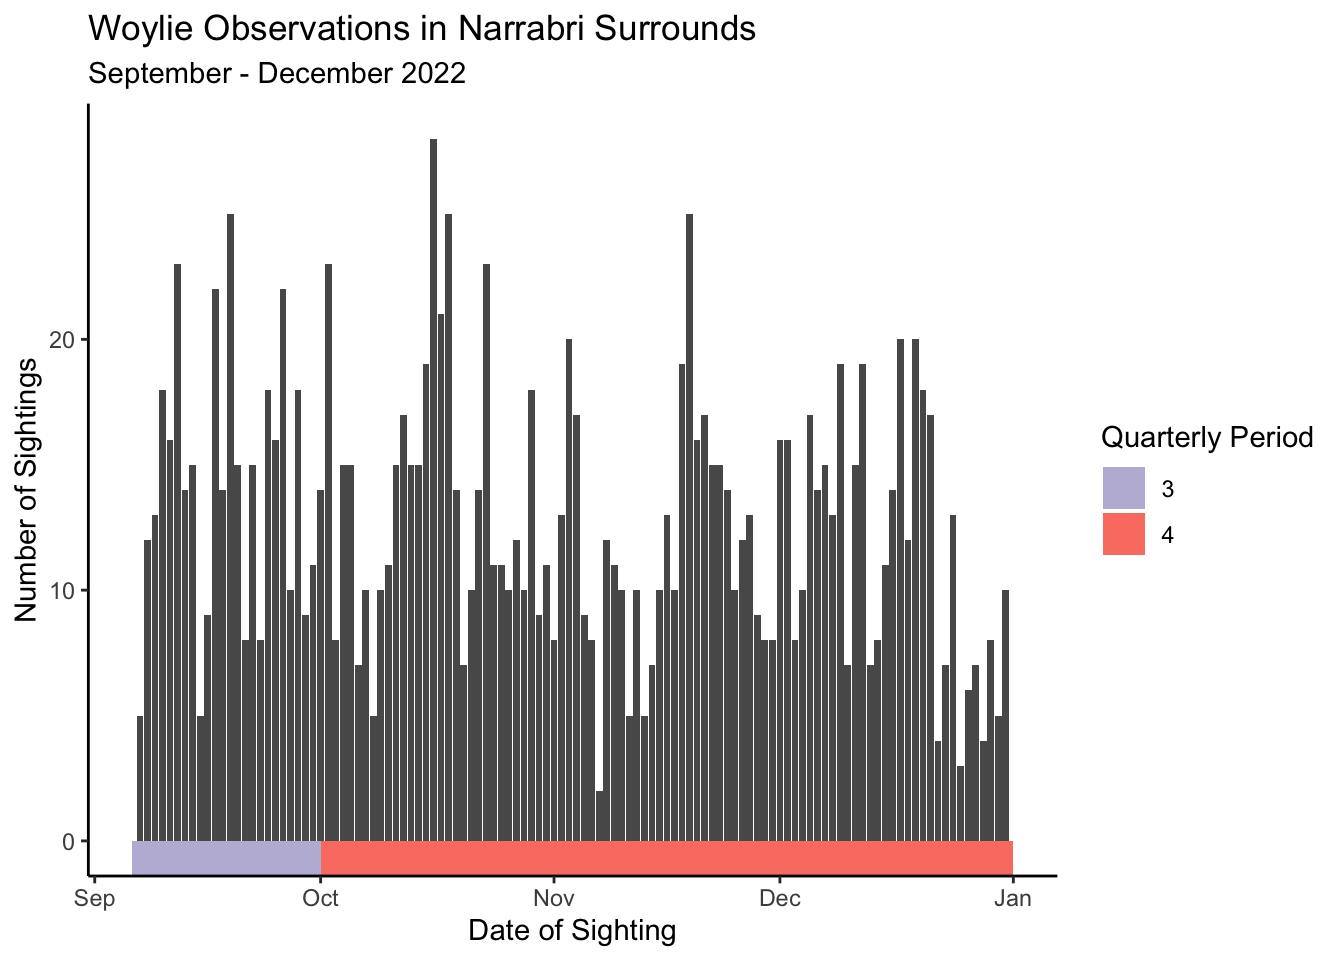 Woylie Observations in Narrabri Surrounds
September - December 2022
Number of Sightings
20
10
0
Sep Oct Nov Dec Jan
Date of Sighting
Quarterly Period
3
4